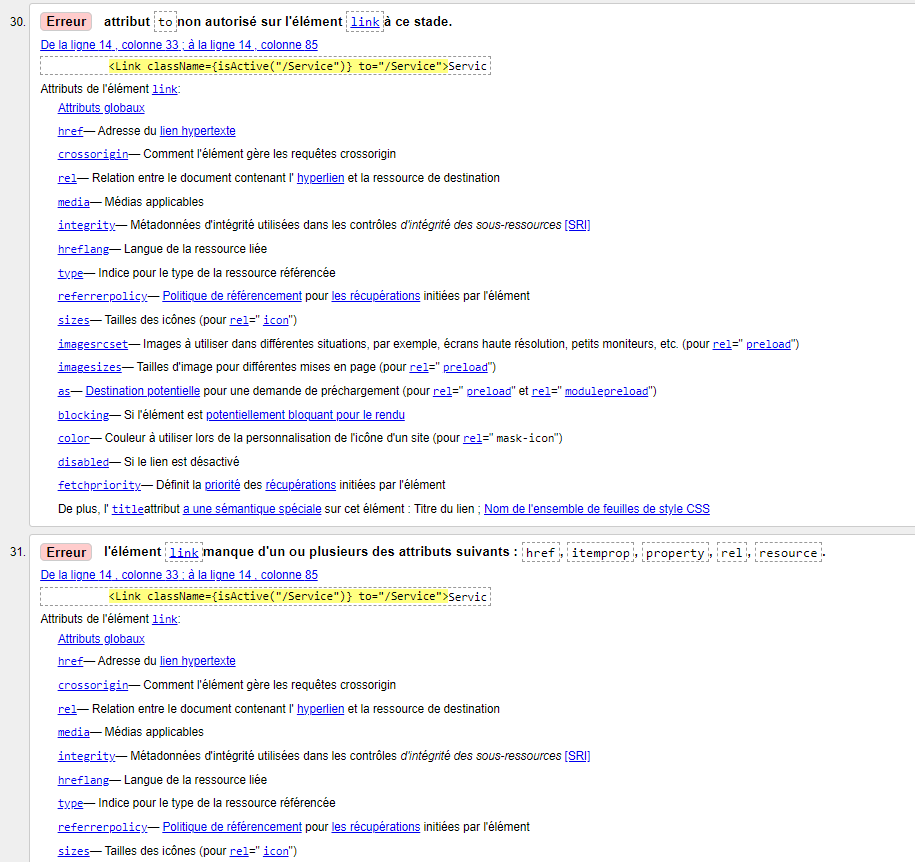 30. Erreur attribut to non autorisé sur l'élément link à ce stade.
De la ligne 14 , colonne 33 ; à la ligne 14 , colonne 85
<Link className={isActive("/Service")} to="/Service">Servic
Attributs de l'élément link:
Attributs globaux
href— Adresse du lien hypertexte
crossorigin— Comment l'élément gère les requêtes crossorigin
rel— Relation entre le document contenant l' hyperlien et la ressource de destination
media— Médias applicables
integrity— Métadonnées d'intégrité utilisées dans les contrôles d'intégrité des sous-ressources [SRI]
hreflang— Langue de la ressource liée
type— Indice pour le type de la ressource référencée
referrerpolicy— Politique de référencement pour les récupérations initiées par l'élément
sizes— Tailles des icônes (pour rel=" icon")
imagesrcset— Images à utiliser dans différentes situations, par exemple, écrans haute résolution, petits moniteurs, etc. (pour rel=" preload")
imagesizes— Tailles d'image pour différentes mises en page (pour rel=" preload")
as— Destination potentielle pour une demande de préchargement (pour rel=" preload" et rel=" modulepreload")
blocking— Si l'élément est potentiellement bloquant pour le rendu
color— Couleur à utiliser lors de la personnalisation de l'icône d'un site (pour rel=" mask-icon")
disabled— Si le lien est désactivé
fetchpriority— Définit la priorité des récupérations initiées par l'élément
De plus, l' titleattribut a une sémantique spéciale sur cet élément : Titre du lien ; Nom de l'ensemble de feuilles de style CSS
31. Erreur l'élément link manque d'un ou plusieurs des attributs suivants : href, itemprop, property, rel, resource.
De la ligne 14 , colonne 33 ; à la ligne 14 , colonne 85
<Link className={isActive("/Service")} to="/Service">Servic
Attributs de l'élément link:
Attributs globaux
href— Adresse du lien hypertexte
crossorigin— Comment l'élément gère les requêtes crossorigin
rel— Relation entre le document contenant l' hyperlien et la ressource de destination
media— Médias applicables
integrity— Métadonnées d'intégrité utilisées dans les contrôles d'intégrité des sous-ressources [SRI]
hreflang— Langue de la ressource liée
type— Indice pour le type de la ressource référencée
referrerpolicy— Politique de référencement pour les récupérations initiées par l'élément
sizes— Tailles des icônes (pour rel=" icon")